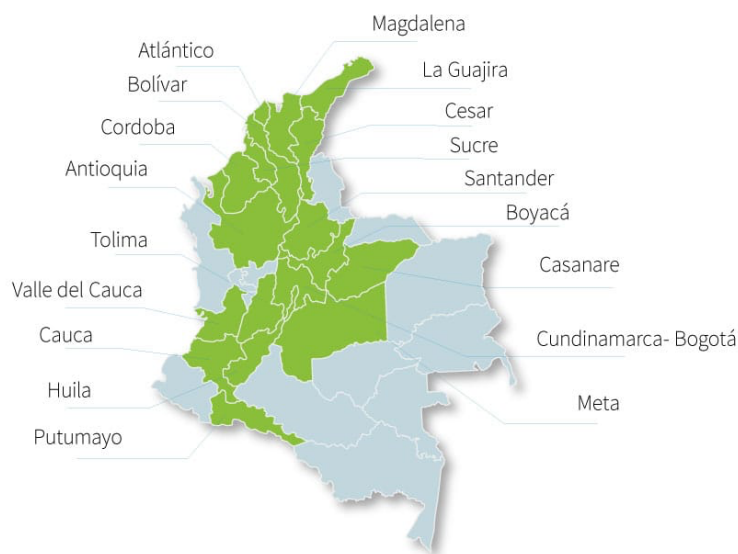 Magdalena
Atlántico
La Guajira
Bolívar
Cesar
Cordoba
Sucre
Antioquia
Santander
Boyacá
Tolima
Casanare
Valle del Cauca
Cauca
Cundinamarca- Bogotá
Huila
Meta
Putumayo